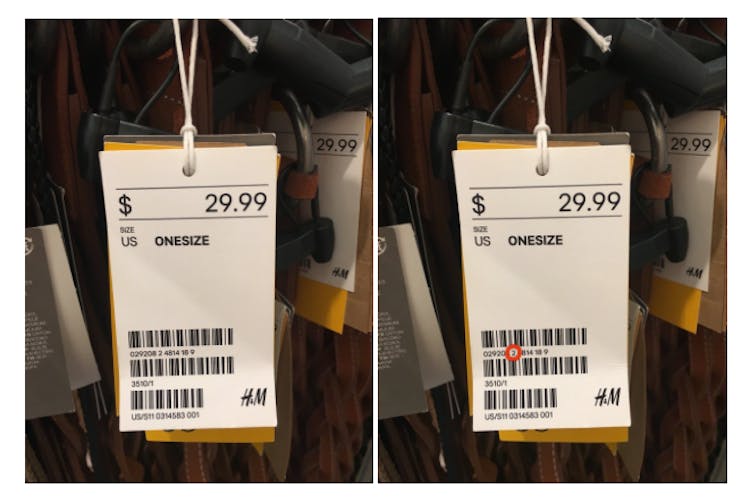 $ 29.99
SIZE
US ONESIZE
029208 2 4814 18 9
3510/1
US/S11 0314583 001
H&M
29.99
H&M
$ 29.99
SIZE
US ONESIZE
02920 2 4814 18 9
3510/1
US/S11 0314583 001
H&M
29.99
H&M